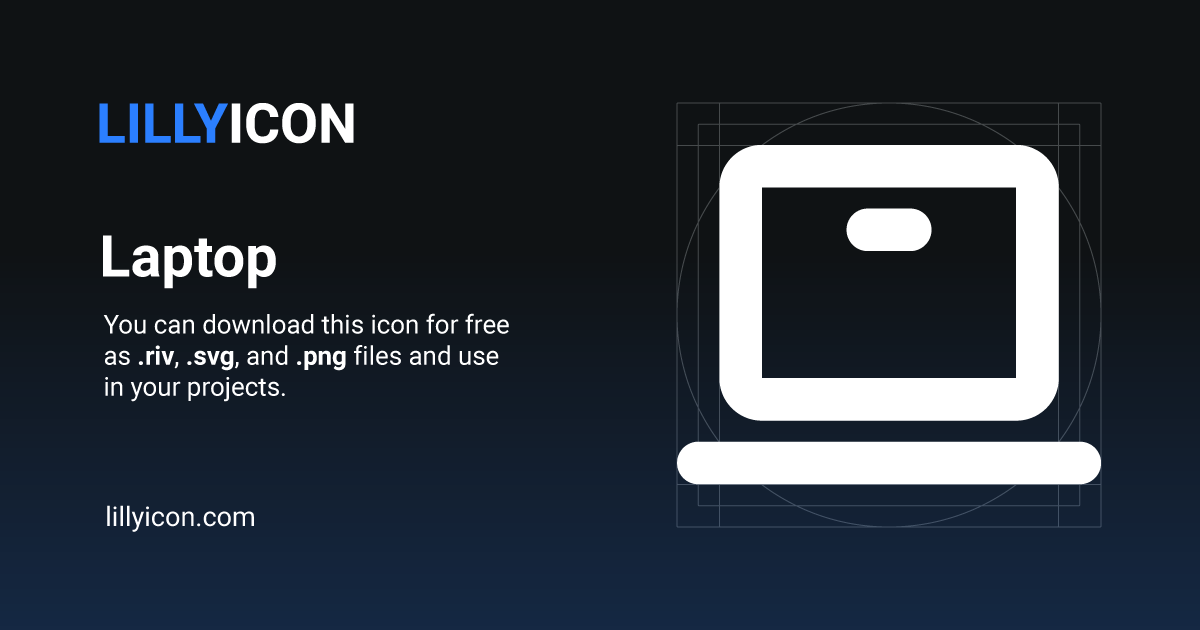 LILLYICON
Laptop
You can download this icon for free
as .riv, .svg, and .png files and use
in your projects.
lillyicon.com